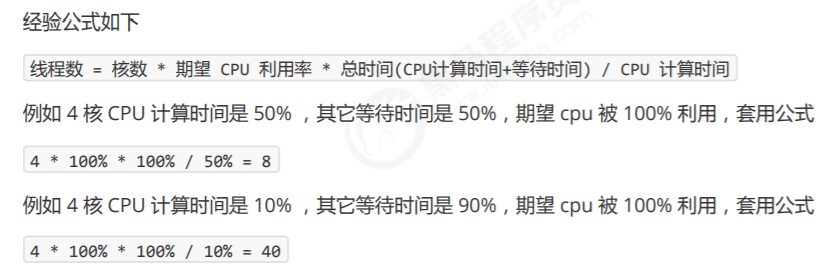 经验公式如下
线程数 = 核数 * 期望 CPU 利用率 * 总时间(CPU计算时间+等待时间) / CPU 计算时间
例如 4 核 CPU 计算时间是 50% ，其它等待时间是 50%，期望 cpu 被 100% 利用，套用公式
4 * 100% * 100% / 50% = 8
例如 4 核 CPU 计算时间是 10% ，其它等待时间是 90%，期望 cpu 被 100% 利用，套用公式
4 * 100% * 100% / 10% = 40